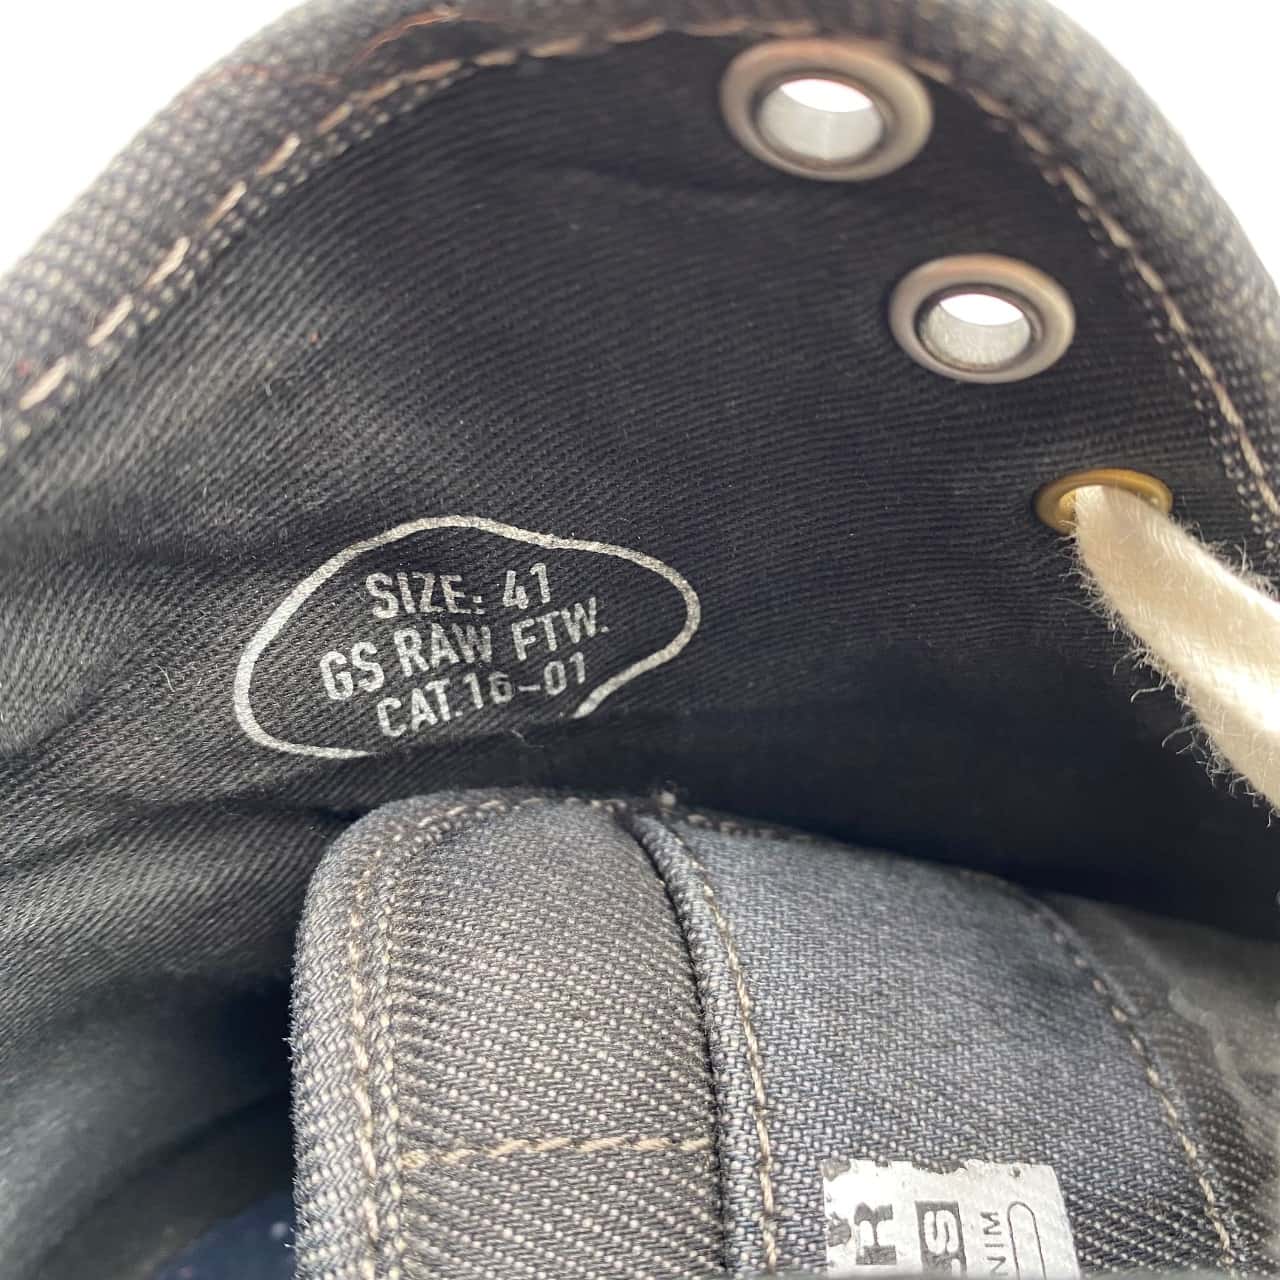 SIZE: 41
GS RAW FTW.
CAT.16-01